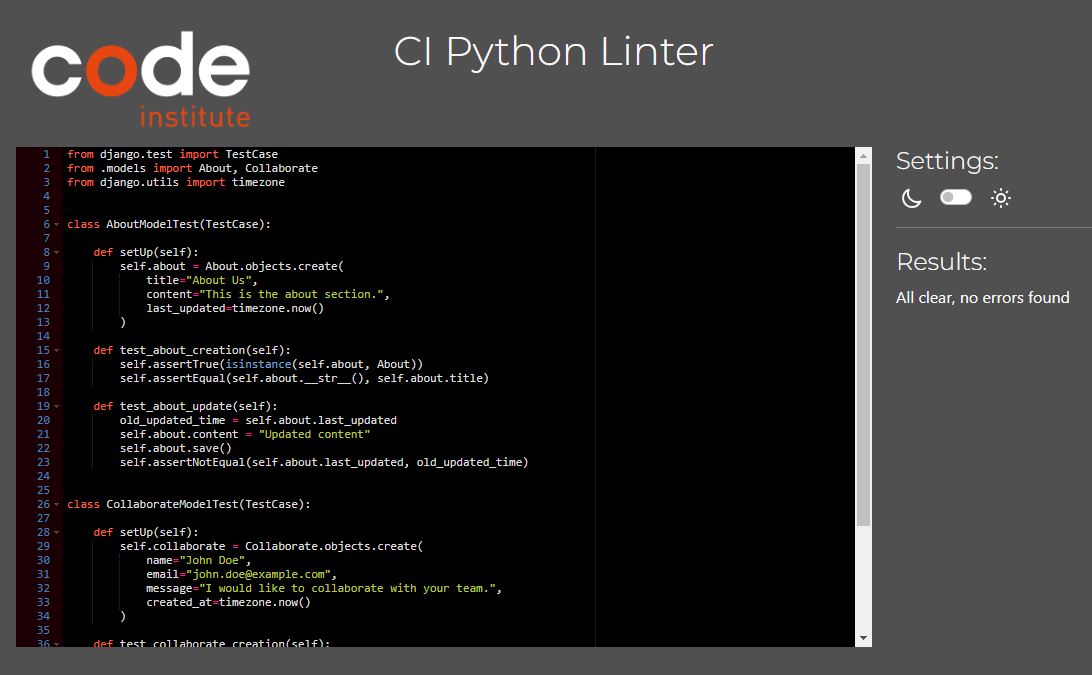 code
institute
CI Python Linter
1 from django.test import TestCase
2 from .models import About, Collaborate
3 from django.utils import timezone
4
5
6 class AboutModelTest(TestCase):
7
8     def setUp(self):
9         self.about = About.objects.create(
10             title="About Us",
11             content="This is the about section.",
12             last_updated=timezone.now()
13         )
14
15     def test_about_creation(self):
16         self.assertTrue(isinstance(self.about, About))
17         self.assertEqual(self.about.__str__(), self.about.title)
18
19     def test_about_update(self):
20         old_updated_time = self.about.last_updated
21         self.about.content = "Updated content"
22         self.about.save()
23         self.assertNotEqual(self.about.last_updated, old_updated_time)
24
25
26 class CollaborateModelTest(TestCase):
27
28     def setUp(self):
29         self.collaborate = Collaborate.objects.create(
30             name="John Doe",
31             email="john.doe@example.com",
32             message="I would like to collaborate with your team.",
33             created_at=timezone.now()
34         )
35
36     def test_collaborate_creation(self):
Settings:
Results:
All clear, no errors found